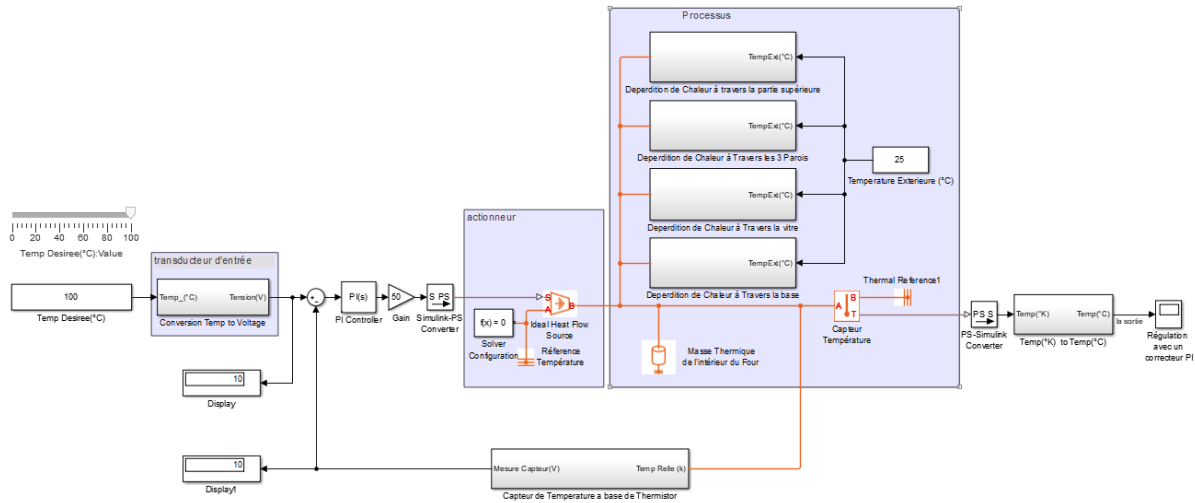 Processus
TempExt(°C)
Deperdition de Chaleur à travers la partie supérieure
TempExt(°C)
Deperdition de Chaleur à Travers les 3 Parois
25
Temperature Exterieure (°C)
TempExt(°C)
Deperdition de Chaleur à Travers la vitre
TempExt(°C)
Deperdition de Chaleur à Travers la base
0 20 40 60 80 100
Temp Desiree(°C):Value
100
Temp Desiree(°C)
transducteur d'entrée
Temp_(°C) Tension(V)
Conversion Temp to Voltage
PI(s)
PI Controller
50
Gain
S PS
Simulink-PS
Converter
actionneur
S
A
B
Ideal Heat Flow
Source
f(x) = 0
Solver
Configuration
Référence
Température
Masse Thermique
de l'intérieur du Four
Thermal Reference1
A
B
T
Capteur
Température
PS S
PS-Simulink
Converter
Temp(°K) Temp(°C)
Temp(°K) to Temp(°C)
la sortie
Régulation
avec un
correcteur PI
10
Display
10
Display1
Mesure Capteur(V) Temp Relle (k)
Capteur de Temperature a base de Thermistor